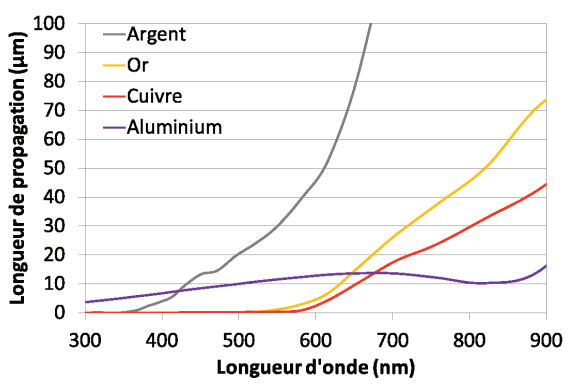 100
90
80
70
60
50
40
30
20
10
0
Longueur de propagation (μm)
Argent
Or
Cuivre
Aluminium
300 400 500 600 700 800 900
Longueur d'onde (nm)